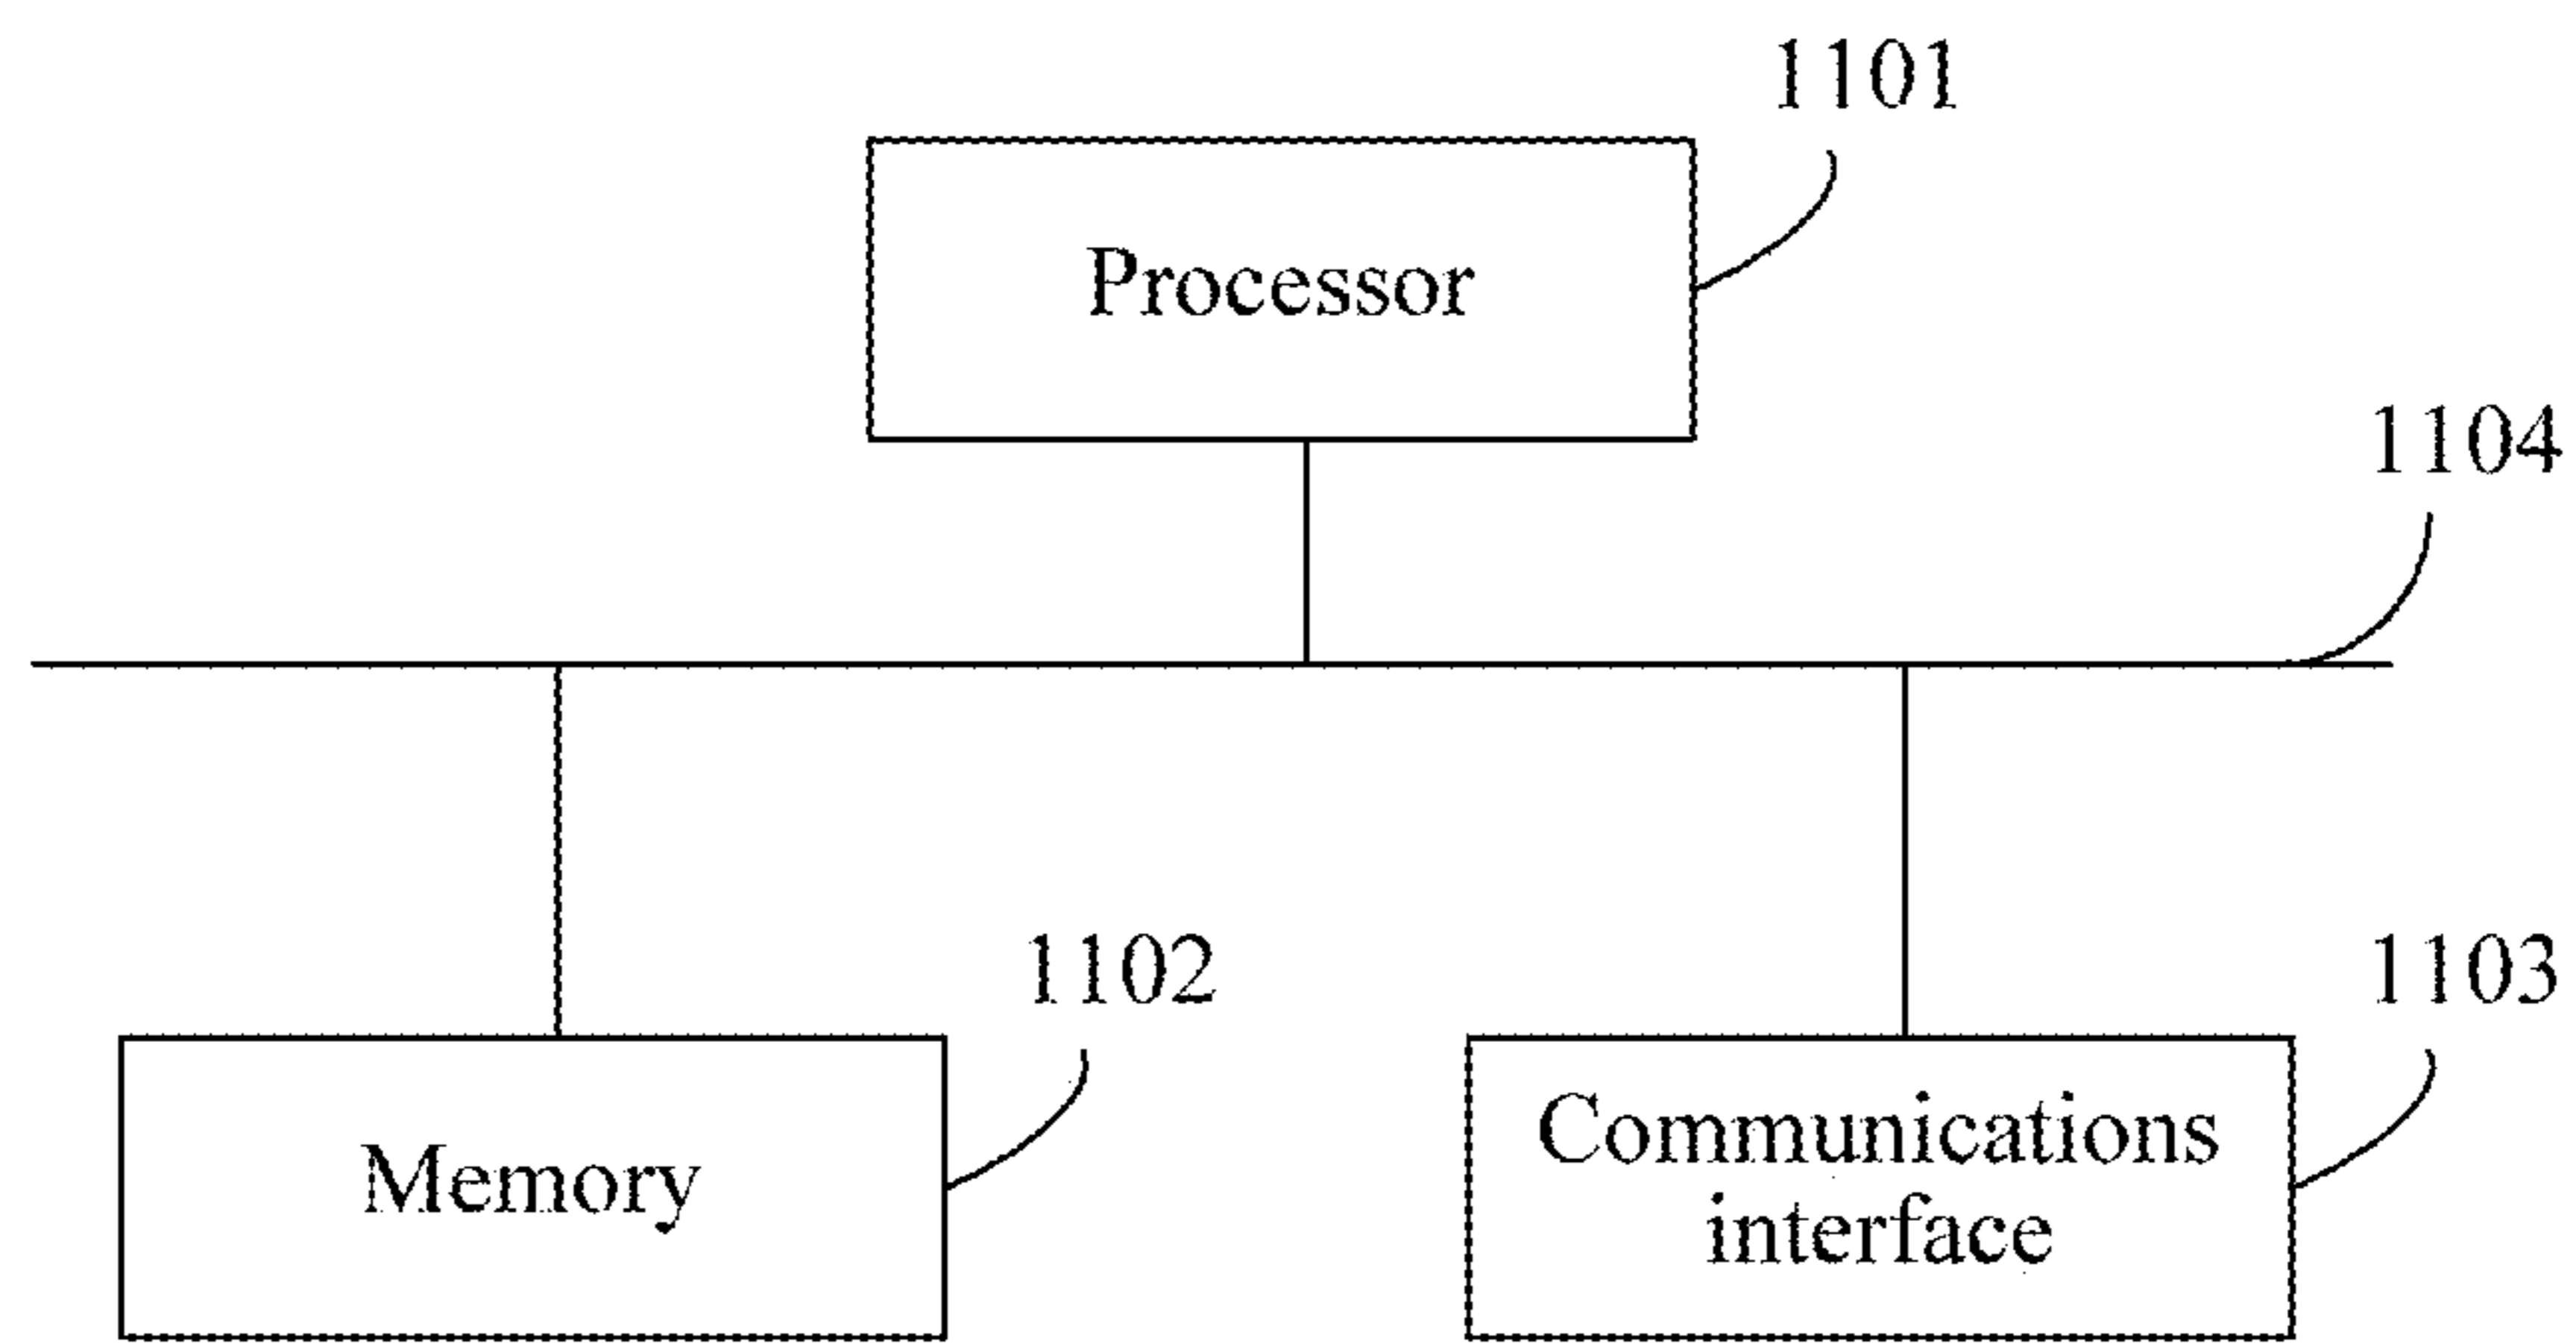 1101
Processor
1104
1102
1103
Memory
Communications
interface